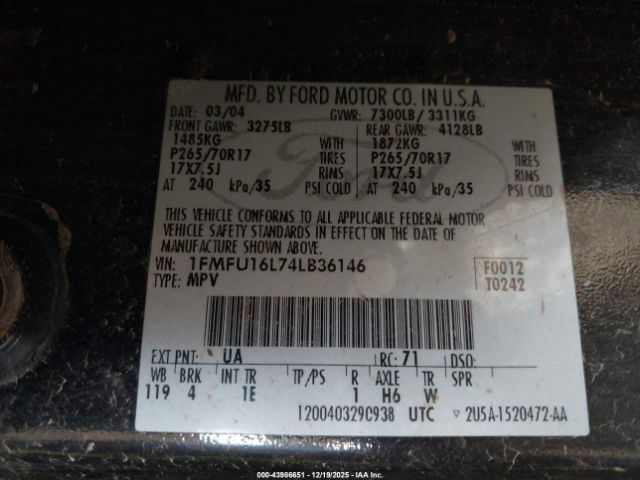 MFD. BY FORD MOTOR CO. IN U.S.A.
DATE: 03/04 GVWR: 7300LB/ 3311KG
FRONT GAWR: 3275LB REAR GAWR: 4128LB
1485KG WITH 1872KG WITH
P265/70R17 TIRES P265/70R17 TIRES
17X7.5J RIMS 17X7.5J RIMS
AT 240 kPa/35 PSI COLD AT 240 kPa/35 PSI COLD
Ford
THIS VEHICLE CONFORMS TO ALL APPLICABLE FEDERAL MOTOR
VEHICLE SAFETY STANDARDS IN EFFECT ON THE DATE OF
MANUFACTURE SHOWN ABOVE.
VIN: 1FMFU16L74LB36146 F0012
TYPE: MPV T0242
EXT PNT: UA RC: 71 DSO:
WB BRK INT TR TP/PS R AXLE TR SPR
119 4 1E 1 H6 W
120040329C938 UTC ▽ 2U5A-1520472-AA
000-43986651 - 12/19/2025 - IAAI.com